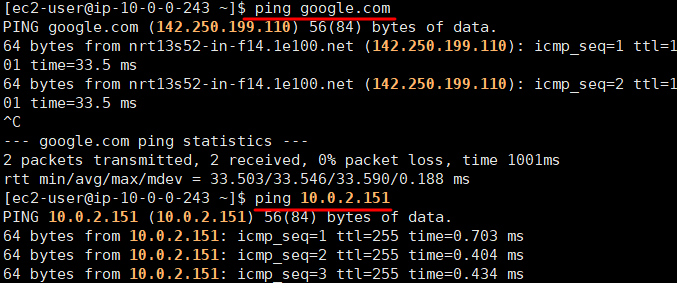 [ec2-user@ip-10-0-0-243 ~]$ ping google.com
PING google.com (142.250.199.110) 56(84) bytes of data.
64 bytes from nrt13s52-in-f14.1e100.net (142.250.199.110): icmp_seq=1 ttl=1
01 time=33.5 ms
64 bytes from nrt13s52-in-f14.1e100.net (142.250.199.110): icmp_seq=2 ttl=1
01 time=33.5 ms
^C
--- google.com ping statistics ---
2 packets transmitted, 2 received, 0% packet loss, time 1001ms
rtt min/avg/max/mdev = 33.503/33.546/33.590/0.188 ms
[ec2-user@ip-10-0-0-243 ~]$ ping 10.0.2.151
PING 10.0.2.151 (10.0.2.151) 56(84) bytes of data.
64 bytes from 10.0.2.151: icmp_seq=1 ttl=255 time=0.703 ms
64 bytes from 10.0.2.151: icmp_seq=2 ttl=255 time=0.404 ms
64 bytes from 10.0.2.151: icmp_seq=3 ttl=255 time=0.434 ms